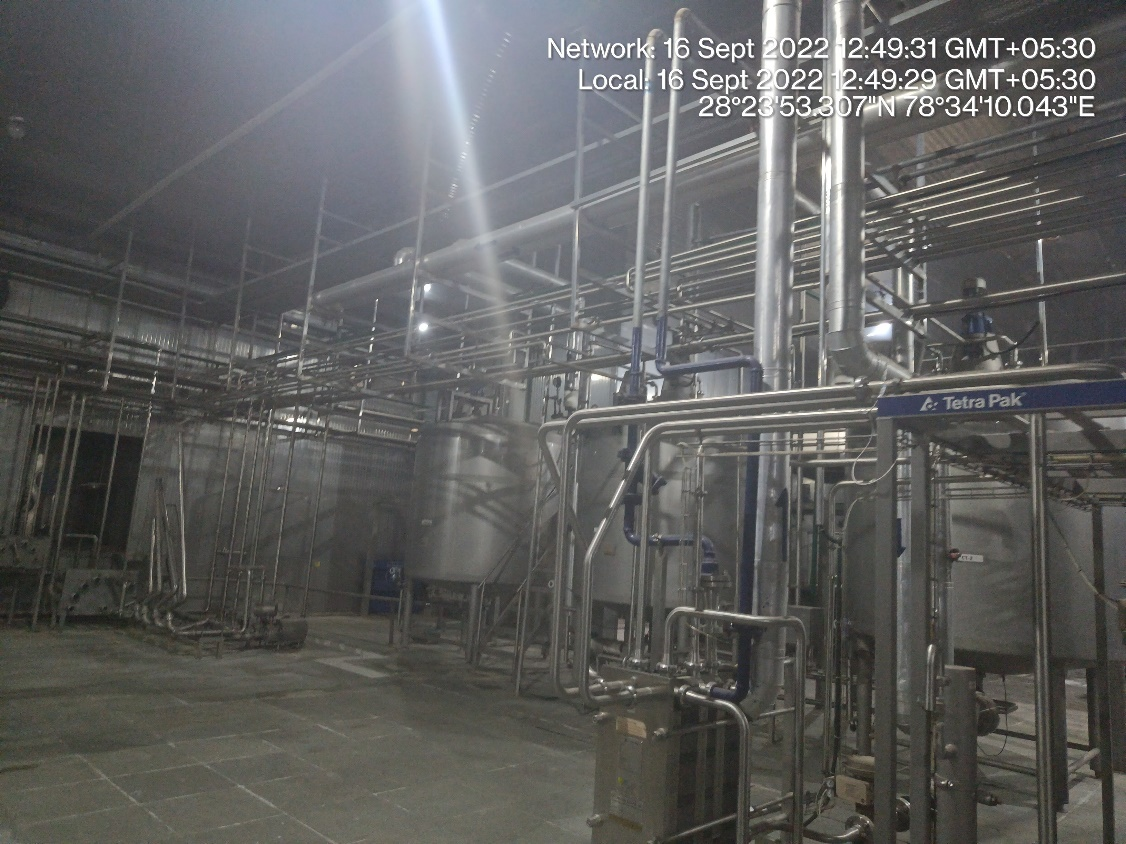 Network: 16 Sept 2022 12:49:31 GMT+05:30
Local: 16 Sept 2022 12:49:29 GMT+05:30
28°23'53.307"N 78°34'10.043"E
Tetra Pak